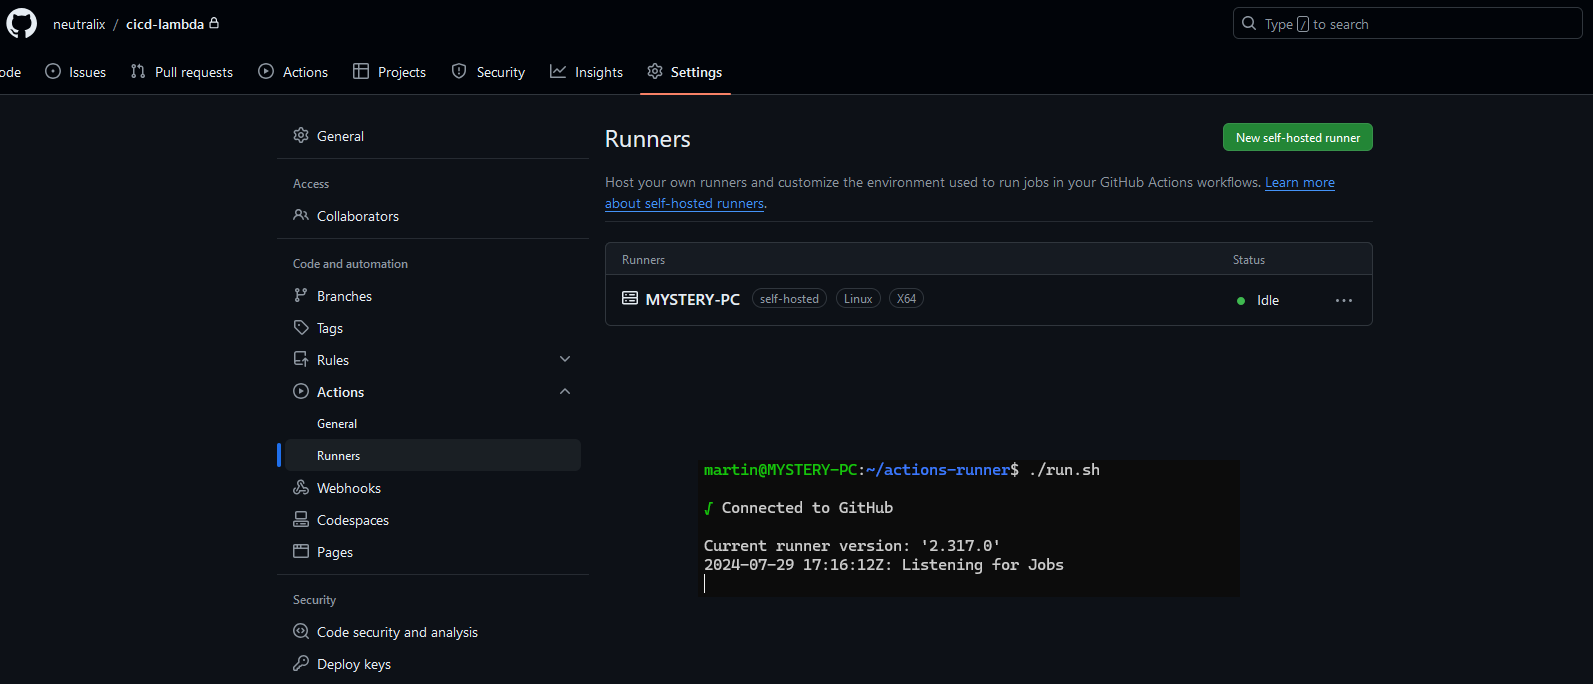 neutralix / cicd-lambda
Type / to search
ode Issues Pull requests Actions Projects Security Insights Settings
General
Access
Collaborators
Code and automation
Branches
Tags
Rules
Actions
General
Runners
Webhooks
Codespaces
Pages
Security
Code security and analysis
Deploy keys
Runners
New self-hosted runner
Host your own runners and customize the environment used to run jobs in your GitHub Actions workflows. Learn more
about self-hosted runners.
Runners Status
MYSTERY-PC self-hosted Linux X64 Idle
martin@MYSTERY-PC:~/actions-runner$ ./run.sh
√ Connected to GitHub
Current runner version: '2.317.0'
2024-07-29 17:16:12Z: Listening for Jobs